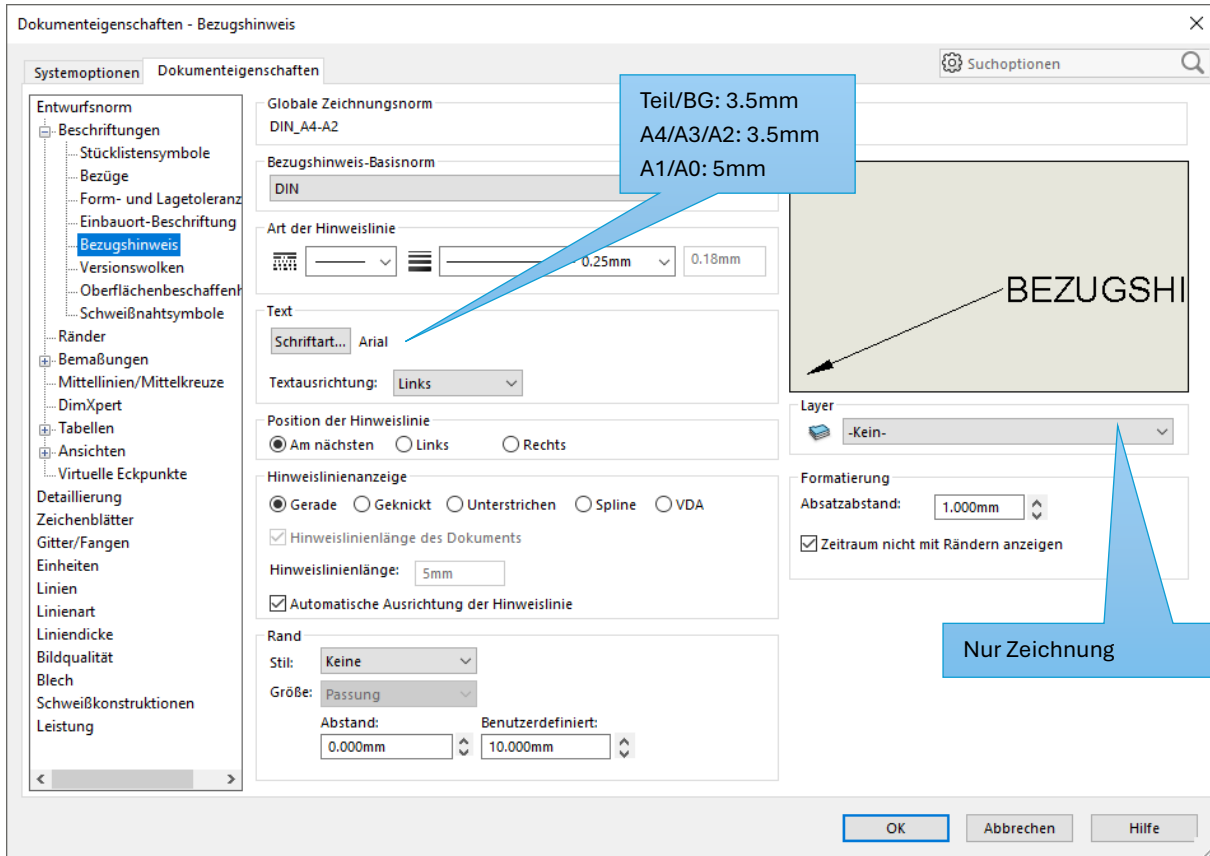 Dokumenteigenschaften - Bezugshinweis
Systemoptionen
Dokumenteigenschaften
Suchoptionen
Entwurfsnorm
Beschriftungen
Stücklistensymbole
Bezüge
Form- und Lagetoleranz
Einbauort-Beschriftung
Bezugshinweis
Versionswolken
Oberflächenbeschaffenh
Schweißnahtsymbole
Ränder
Bemaßungen
Mittellinien/Mittelkreuze
DimXpert
Tabellen
Ansichten
Virtuelle Eckpunkte
Detaillierung
Zeichenblätter
Gitter/Fangen
Einheiten
Linien
Linienart
Liniendicke
Bildqualität
Blech
Schweißkonstruktionen
Leistung
Globale Zeichnungsnorm
DIN_A4-A2
Bezugshinweis-Basisnorm
DIN
Teil/BG: 3.5mm
A4/A3/A2: 3.5mm
A1/A0: 5mm
Art der Hinweislinie
0.25mm
0.18mm
Text
Schriftart... Arial
Textausrichtung: Links
Position der Hinweislinie
Am nächsten Links Rechts
Hinweislinienanzeige
Gerade Geknickt Unterstrichen Spline VDA
Hinweislinienlänge des Dokuments
Hinweislinienlänge: 5mm
Automatische Ausrichtung der Hinweislinie
Rand
Stil: Keine
Größe: Passung
Abstand: Benutzerdefiniert:
0.000mm 10.000mm
BEZUGSHI
Layer
-Kein-
Formatierung
Absatzabstand: 1.000mm
Zeitraum nicht mit Rändern anzeigen
Nur Zeichnung
OK Abbrechen Hilfe